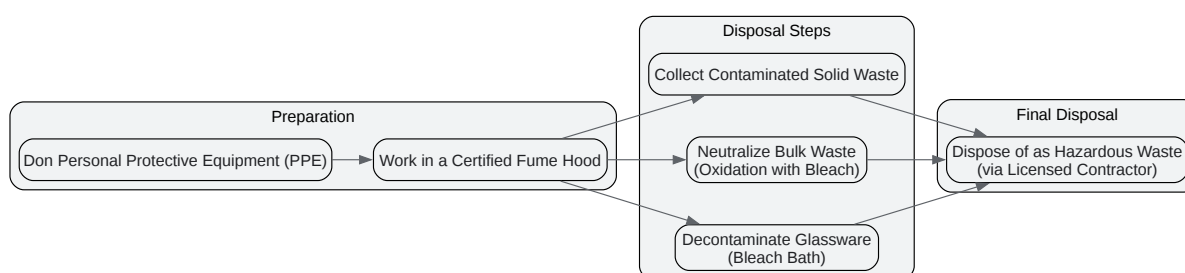 Preparation
Don Personal Protective Equipment (PPE)
Work in a Certified Fume Hood
Disposal Steps
Collect Contaminated Solid Waste
Neutralize Bulk Waste
(Oxidation with Bleach)
Decontaminate Glassware
(Bleach Bath)
Final Disposal
Dispose of as Hazardous Waste
(via Licensed Contractor)